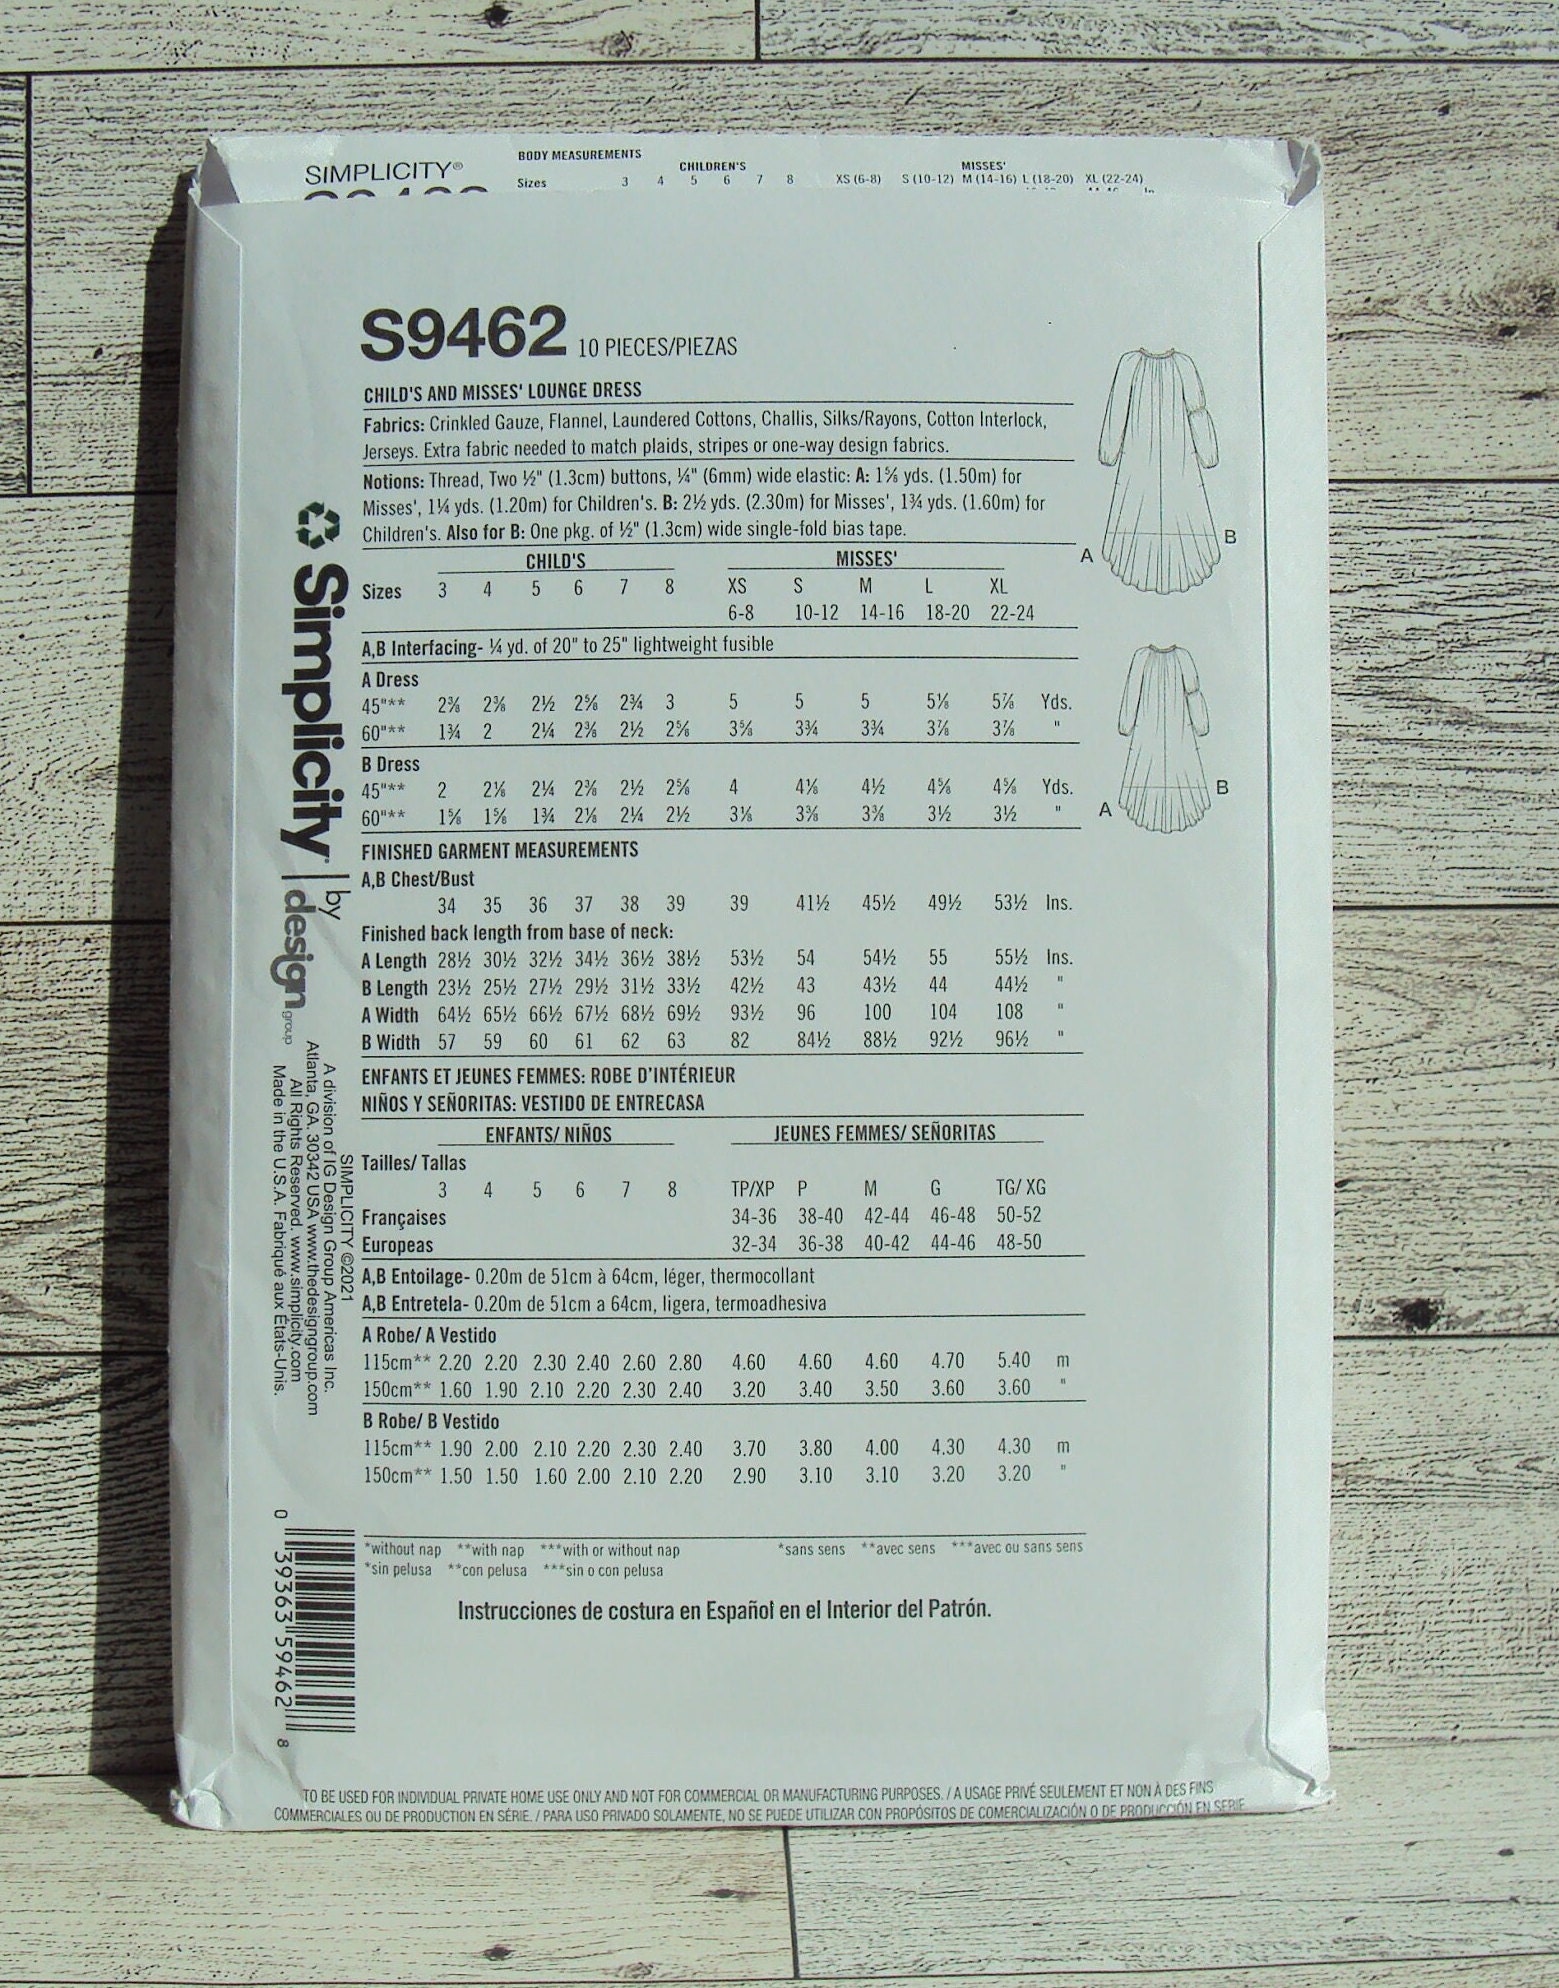 SIMPLICITY®
BODY MEASUREMENTS
CHILDREN'S MISSES'
Sizes 3 4 5 6 7 8 XS (6-8) S (10-12) M (14-16) L (18-20) XL (22-24)
S9462 10 PIECES/PIEZAS
CHILD'S AND MISSES' LOUNGE DRESS
Fabrics: Crinkled Gauze, Flannel, Laundered Cottons, Challis, Silks/Rayons, Cotton Interlock,
Jerseys. Extra fabric needed to match plaids, stripes or one-way design fabrics.
Notions: Thread, Two ½" (1.3cm) buttons, ¼" (6mm) wide elastic: A: 1⅝ yds. (1.50m) for
Misses', 1¼ yds. (1.20m) for Children's. B: 2½ yds. (2.30m) for Misses', 1¾ yds. (1.60m) for
Children's. Also for B: One pkg. of ½" (1.3cm) wide single-fold bias tape.
CHILD'S MISSES'
Sizes 3 4 5 6 7 8 XS S M L XL
6-8 10-12 14-16 18-20 22-24
A,B Interfacing- ¼ yd. of 20" to 25" lightweight fusible
A Dress
45"** 2⅜ 2⅜ 2½ 2⅝ 2¾ 3 5 5 5 5⅛ 5⅞ Yds.
60"** 1¾ 2 2¼ 2⅜ 2½ 2⅝ 3⅝ 3¾ 3¾ 3⅞ 3⅞ "
B Dress
45"** 2 2⅛ 2¼ 2⅜ 2½ 2⅝ 4 4⅛ 4½ 4⅝ 4⅝ Yds.
60"** 1⅝ 1⅝ 1¾ 2⅛ 2¼ 2½ 3⅛ 3⅜ 3⅜ 3½ 3½ "
FINISHED GARMENT MEASUREMENTS
A,B Chest/Bust
34 35 36 37 38 39 39 41½ 45½ 49½ 53½ Ins.
Finished back length from base of neck:
A Length 28½ 30½ 32½ 34½ 36½ 38½ 53½ 54 54½ 55 55½ Ins.
B Length 23½ 25½ 27½ 29½ 31½ 33½ 42½ 43 43½ 44 44½ "
A Width 64½ 65½ 66½ 67½ 68½ 69½ 93½ 96 100 104 108 "
B Width 57 59 60 61 62 63 82 84½ 88½ 92½ 96½ "
ENFANTS ET JEUNES FEMMES: ROBE D'INTÉRIEUR
NIÑOS Y SEÑORITAS: VESTIDO DE ENTRECASA
ENFANTS/ NIÑOS JEUNES FEMMES/ SEÑORITAS
Tailles/ Tallas
3 4 5 6 7 8 TP/XP P M G TG/ XG
Françaises 34-36 38-40 42-44 46-48 50-52
Europeas 32-34 36-38 40-42 44-46 48-50
A,B Entoilage- 0.20m de 51cm à 64cm, léger, thermocollant
A,B Entretela- 0.20m de 51cm a 64cm, ligera, termoadhesiva
A Robe/ A Vestido
115cm** 2.20 2.20 2.30 2.40 2.60 2.80 4.60 4.60 4.60 4.70 5.40 m
150cm** 1.60 1.90 2.10 2.20 2.30 2.40 3.20 3.40 3.50 3.60 3.60 "
B Robe/ B Vestido
115cm** 1.90 2.00 2.10 2.20 2.30 2.40 3.70 3.80 4.00 4.30 4.30 m
150cm** 1.50 1.50 1.60 2.00 2.10 2.20 2.90 3.10 3.10 3.20 3.20 "
*without nap **with nap ***with or without nap *sans sens **avec sens ***avec ou sans sens
*sin pelusa **con pelusa ***sin o con pelusa
Instrucciones de costura en Español en el Interior del Patrón.
A B
A B
Simplicity by design group
SIMPLICITY ©2021
A division of IG Design Group Americas Inc.
Atlanta, GA. 30342 USA www.thedesigngroup.com
All Rights Reserved. www.simplicity.com
Made in the U.S.A. Fabriqué aux États-Unis.
0 39363 59462 8
TO BE USED FOR INDIVIDUAL PRIVATE HOME USE ONLY AND NOT FOR COMMERCIAL OR MANUFACTURING PURPOSES. / A USAGE PRIVÉ SEULEMENT ET NON À DES FINS
COMMERCIALES OU DE PRODUCTION EN SÉRIE. / PARA USO PRIVADO SOLAMENTE, NO SE PUEDE UTILIZAR CON PROPÓSITOS DE COMERCIALIZACIÓN O DE PRODUCCIÓN EN SERIE